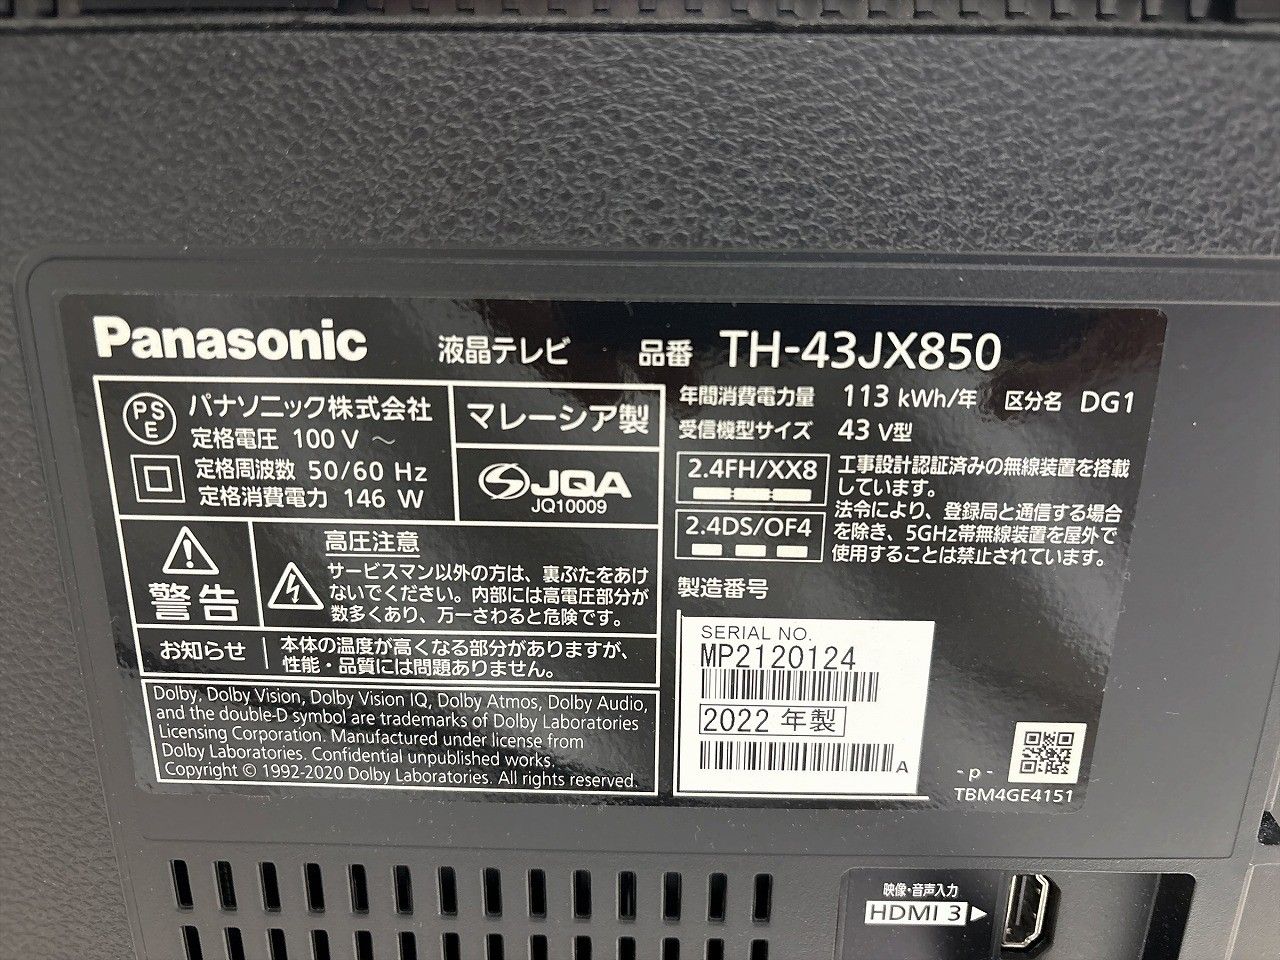 Panasonic 液晶テレビ 品番 TH-43JX850
PSE パナソニック株式会社
定格電圧 100 V ～
定格周波数 50/60 Hz
定格消費電力 146 W
マレーシア製
JQA
JQ10009
年間消費電力量 113 kWh/年 区分名 DG1
受信機型サイズ 43 V型
2.4FH/XX8
2.4DS/OF4
工事設計認証済みの無線装置を搭載
しています。
法令により、登録局と通信する場合
を除き、5GHz帯無線装置を屋外で
使用することは禁止されています。
警告
高圧注意
サービスマン以外の方は、裏ぶたをあけ
ないでください。内部には高電圧部分が
数多くあり、万一さわると危険です。
お知らせ
本体の温度が高くなる部分がありますが、
性能・品質には問題ありません。
Dolby, Dolby Vision, Dolby Vision IQ, Dolby Atmos, Dolby Audio,
and the double-D symbol are trademarks of Dolby Laboratories
Licensing Corporation. Manufactured under license from
Dolby Laboratories. Confidential unpublished works.
Copyright © 1992-2020 Dolby Laboratories. All rights reserved.
製造番号
SERIAL NO.
MP2120124
2022 年製
A
- p -
TBM4GE4151
映像・音声入力
HDMI 3